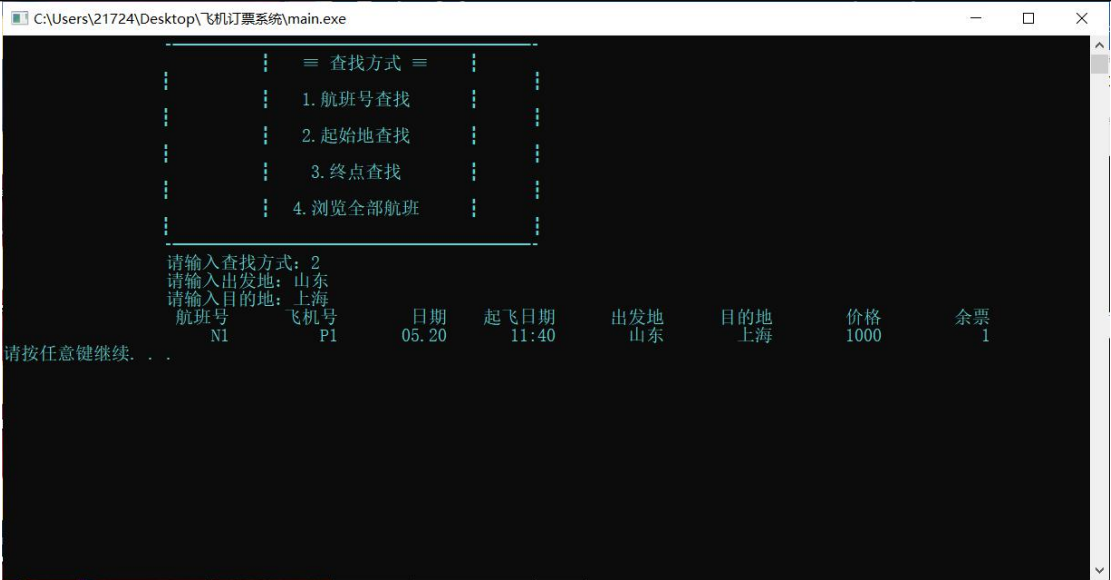 C:\Users\21724\Desktop\飞机订票系统\main.exe
≡ 查找方式 ≡
1.航班号查找
2.起始地查找
3.终点查找
4.浏览全部航班
请输入查找方式：2
请输入出发地：山东
请输入目的地：上海
航班号 飞机号 日期 起飞日期 出发地 目的地 价格 余票
N1 P1 05.20 11:40 山东 上海 1000 1
请按任意键继续. . .